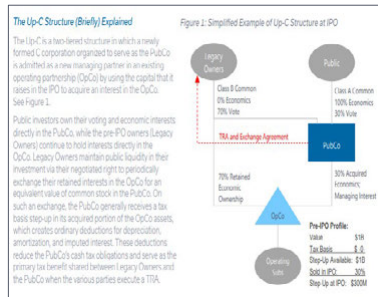 The Up-C Structure (Briefly) Explained
The Up-C is a two-tiered structure in which a newly
formed C corporation organized to serve as the PubCo
is admitted as a new managing partner in an existing
operating partnership (OpCo) by using the capital that it
raises in the IPO to acquire an interest in the OpCo.
See Figure 1.
Public investors own their voting and economic interests
directly in the PubCo, while the pre-IPO owners (Legacy
Owners) continue to hold interests directly in the
OpCo. Legacy Owners maintain public liquidity in their
investment via their negotiated right to periodically
exchange their retained interests in the OpCo for an
equivalent value of common stock in the PubCo. On
such an exchange, the PubCo generally receives a tax
basis step-up in its acquired portion of the OpCo assets,
which creates ordinary deductions for depreciation,
amortization, and imputed interest. These deductions
reduce the PubCo's cash tax obligations and serve as the
primary tax benefit shared between Legacy Owners and
the PubCo when the various parties execute a TRA.
Figure 1: Simplified Example of Up-C Structure at IPO
Legacy
Owners
Public
Class B Common
0% Economics
70% Vote
Class A Common
100% Economics
30% Vote
TRA and Exchange Agreement
PubCo
70% Retained
Economic
Ownership
30% Acquired
Economics;
Managing Interest
OpCo
Operating
Subs
Pre-IPO Profile:
Value $1B
Tax Basis $ 0
Step-Up Available: $1B
Sold in IPO: 30%
Step Up at IPO: $300M